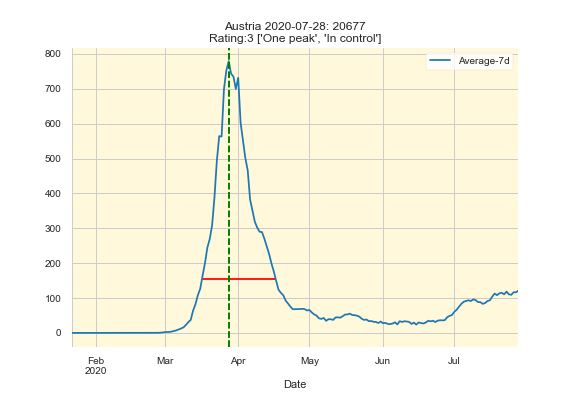 Austria 2020-07-28: 20677
Rating:3 ['One peak', 'In control']
Average-7d
800
700
600
500
400
300
200
100
0
Feb Mar Apr May Jun Jul
2020
Date